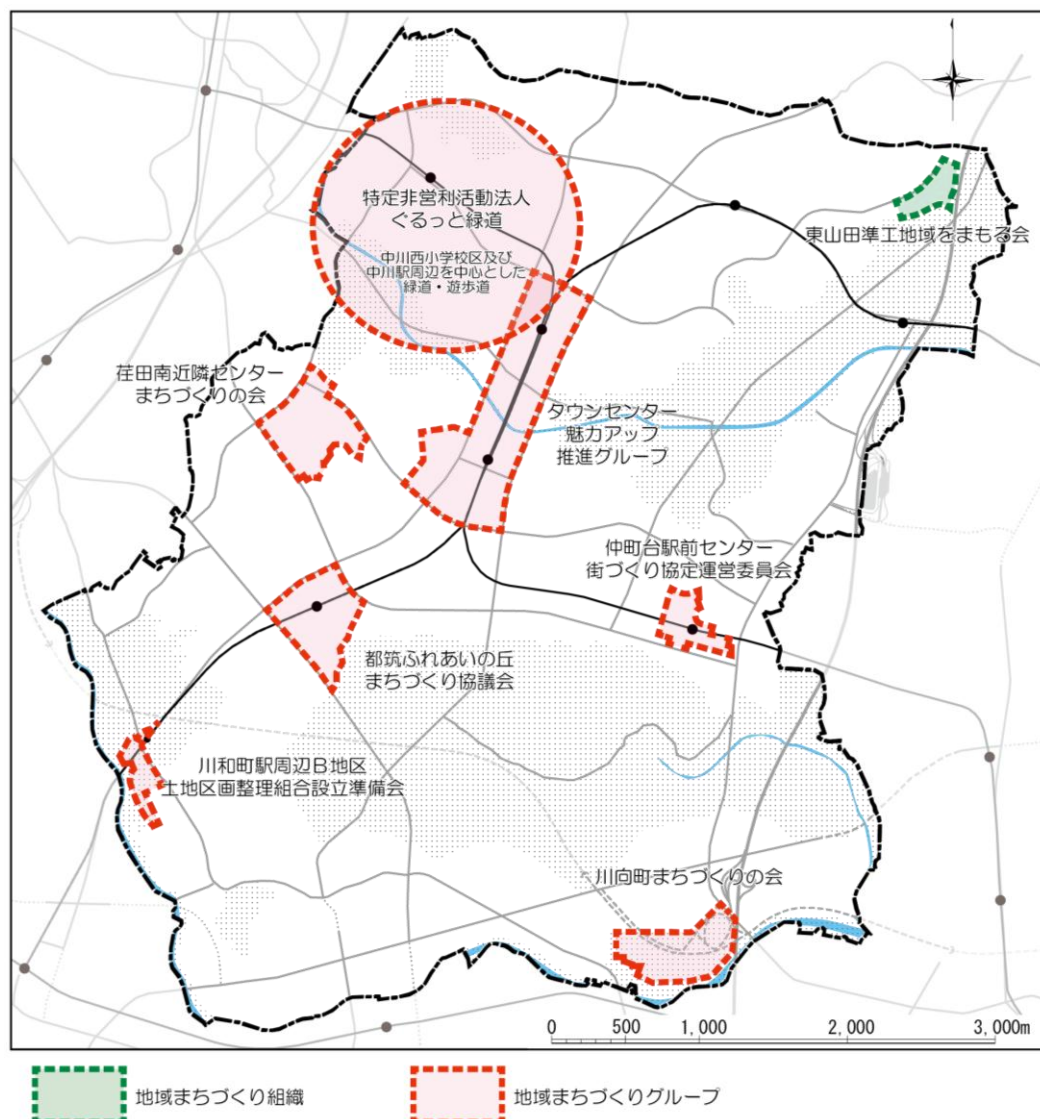 特定非営利活動法人
ぐるっと緑道
中川西小学校区及び
中川駅周辺を中心とした
緑道・遊歩道
東山田準工地域をまもる会
荏田南近隣センター
まちづくりの会
タウンセンター
魅力アップ
推進グループ
仲町台駅前センター
街づくり協定運営委員会
都筑ふれあいの丘
まちづくり協議会
川和町駅周辺B地区
土地区画整理組合設立準備会
川向町まちづくりの会
0 500 1,000 2,000 3,000m
地域まちづくり組織
地域まちづくりグループ